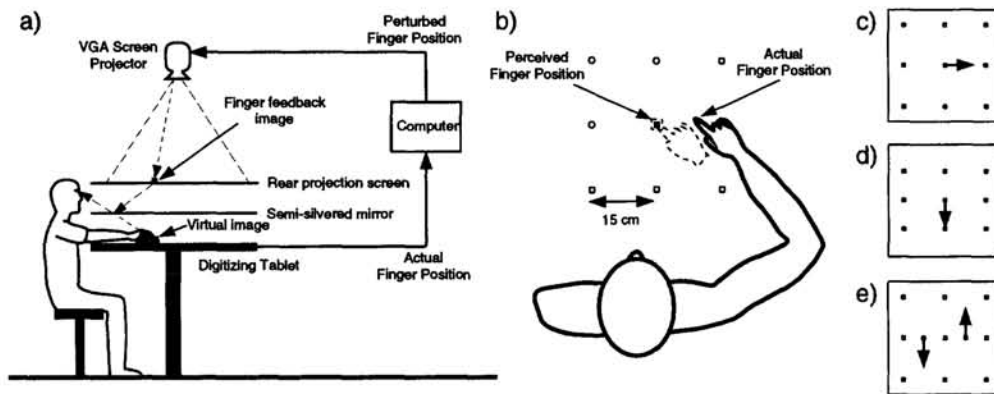 a)
VGA Screen
Projector
Perturbed
Finger Position
Finger feedback
image
Computer
Rear projection screen
Semi-silvered mirror
Virtual image
Digitizing Tablet
Actual
Finger Position
b)
Perceived
Finger Position
Actual
Finger Position
15 cm
c)
d)
e)